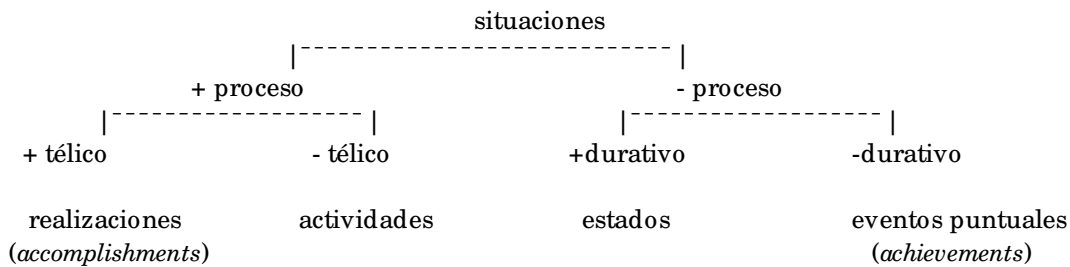 situaciones
+ proceso - proceso
+ télico - télico +durativo -durativo
realizaciones actividades estados eventos puntuales
(accomplishments) (achievements)